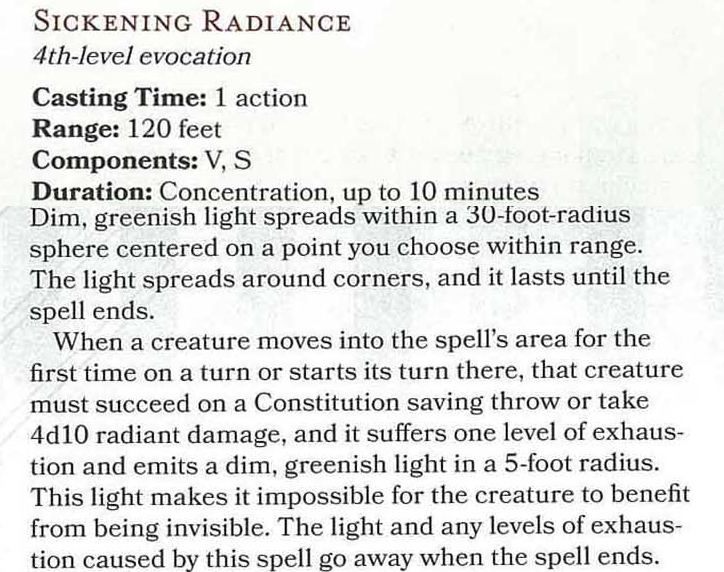 SICKENING RADIANCE
4th-level evocation
Casting Time: 1 action
Range: 120 feet
Components: V, S
Duration: Concentration, up to 10 minutes
Dim, greenish light spreads within a 30-foot-radius
sphere centered on a point you choose within range.
The light spreads around corners, and it lasts until the
spell ends.
When a creature moves into the spell's area for the
first time on a turn or starts its turn there, that creature
must succeed on a Constitution saving throw or take
4d10 radiant damage, and it suffers one level of exhaus-
tion and emits a dim, greenish light in a 5-foot radius.
This light makes it impossible for the creature to benefit
from being invisible. The light and any levels of exhaus-
tion caused by this spell go away when the spell ends.